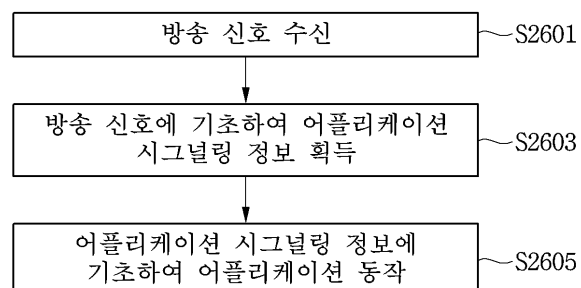 방송 신호 수신
S2601
방송 신호에 기초하여 어플리케이션
시그널링 정보 획득
S2603
어플리케이션 시그널링 정보에
기초하여 어플리케이션 동작
S2605